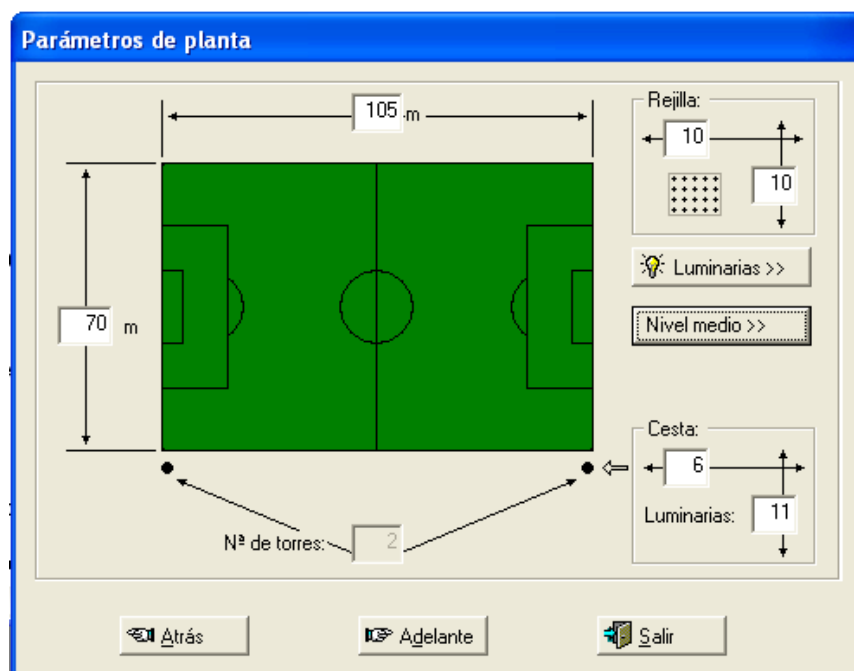 Parámetros de planta
105 m
Rejilla:
10
10
Luminarias >>
70 m
Nivel medio >>
Cesta:
6
Luminarias: 11
Nª de torres: 2
Atrás
Adelante
Salir